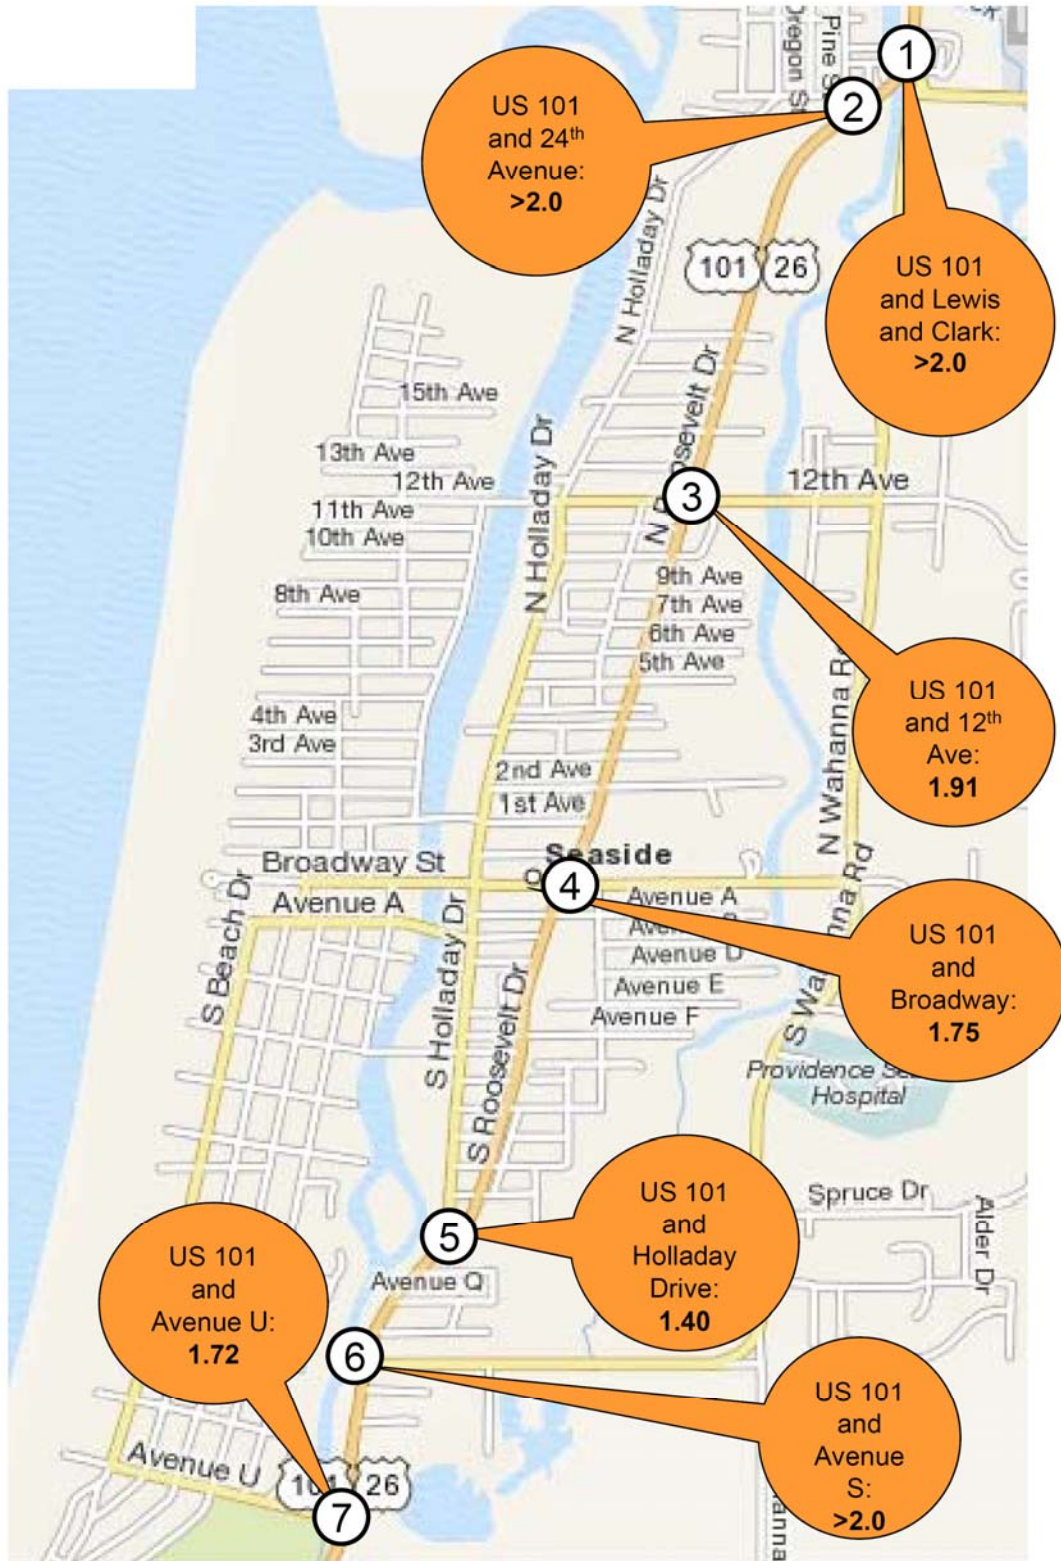 Oregon St
Pine
1
2
US 101
and 24th
Avenue:
>2.0
US 101
and Lewis
and Clark:
>2.0
N Holladay Dr
101
26
N Roosevelt Dr
15th Ave
13th Ave
12th Ave
11th Ave
10th Ave
8th Ave
N Holladay Dr
3
12th Ave
9th Ave
7th Ave
6th Ave
5th Ave
US 101
and 12th
Ave:
1.91
N Wahanna Rd
4th Ave
3rd Ave
2nd Ave
1st Ave
Seaside
Broadway St
Avenue A
4
Avenue A
Avenue D
Avenue E
Avenue F
US 101
and
Broadway:
1.75
S Beach Dr
S Holladay Dr
S Roosevelt Dr
S Wahanna Rd
Providence
Hospital
Spruce Dr
Alder Dr
5
US 101
and
Holladay
Drive:
1.40
Avenue Q
US 101
and
Avenue U:
1.72
6
US 101
and
Avenue
S:
>2.0
Avenue U
101
26
7